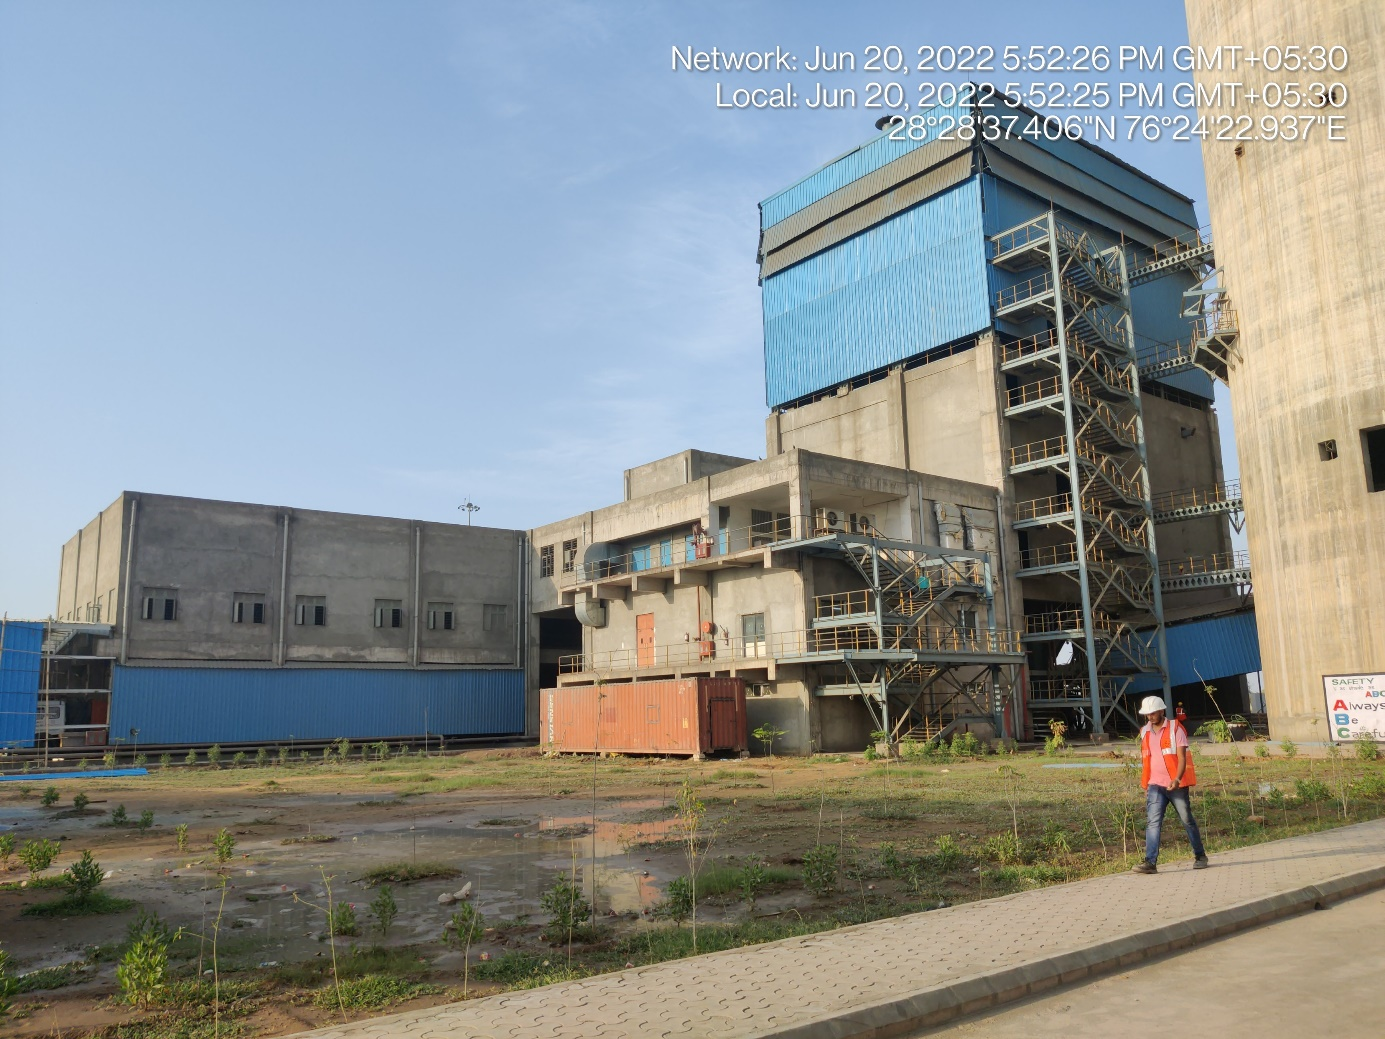 Network: Jun 20, 2022 5:52:26 PM GMT+05:30
Local: Jun 20, 2022 5:52:25 PM GMT+05:30
28°28'37.406"N 76°24'22.937"E
SAFETY
ABC
Always
Be
Careful